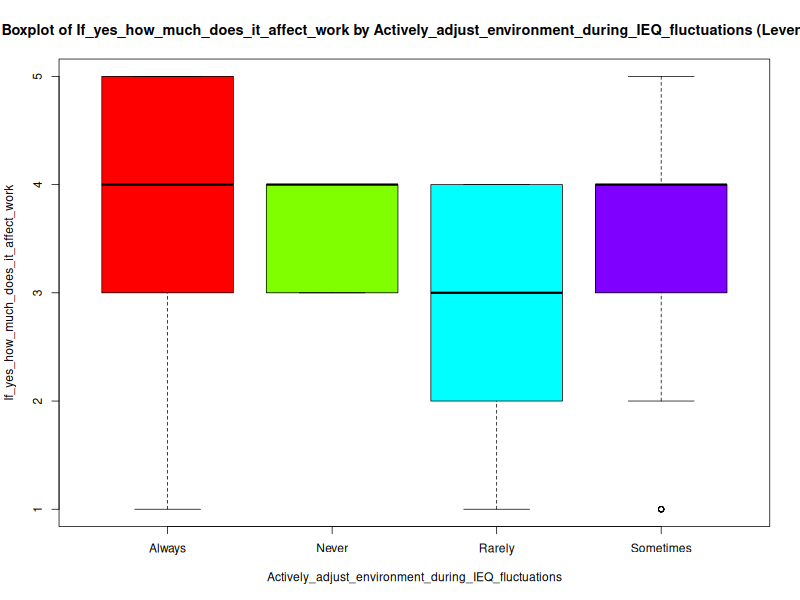 Boxplot of If_yes_how_much_does_it_affect_work by Actively_adjust_environment_during_IEQ_fluctuations (Lever
If_yes_how_much_does_it_affect_work
5
4
3
2
1
Always Never Rarely Sometimes
Actively_adjust_environment_during_IEQ_fluctuations